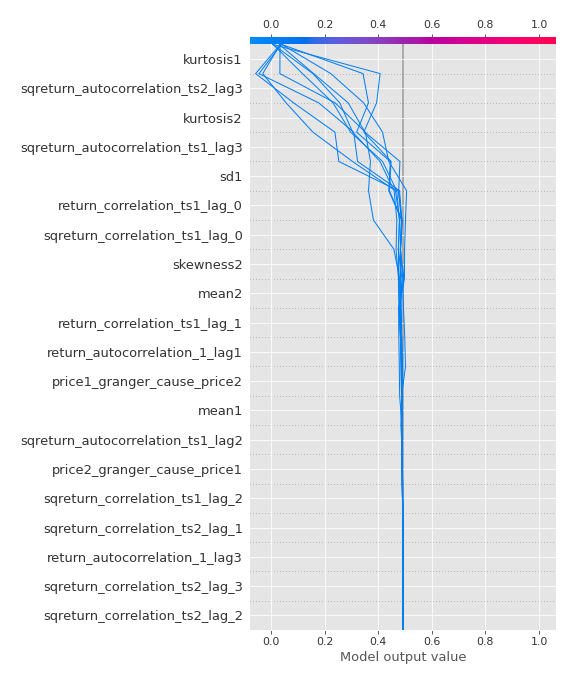 0.0 0.2 0.4 0.6 0.8 1.0
kurtosis1
sqreturn_autocorrelation_ts2_lag3
kurtosis2
sqreturn_autocorrelation_ts1_lag3
sd1
return_correlation_ts1_lag_0
sqreturn_correlation_ts1_lag_0
skewness2
mean2
return_correlation_ts1_lag_1
return_autocorrelation_1_lag1
price1_granger_cause_price2
mean1
sqreturn_autocorrelation_ts1_lag2
price2_granger_cause_price1
sqreturn_correlation_ts1_lag_2
sqreturn_correlation_ts2_lag_1
return_autocorrelation_1_lag3
sqreturn_correlation_ts2_lag_3
sqreturn_correlation_ts2_lag_2
0.0 0.2 0.4 0.6 0.8 1.0
Model output value